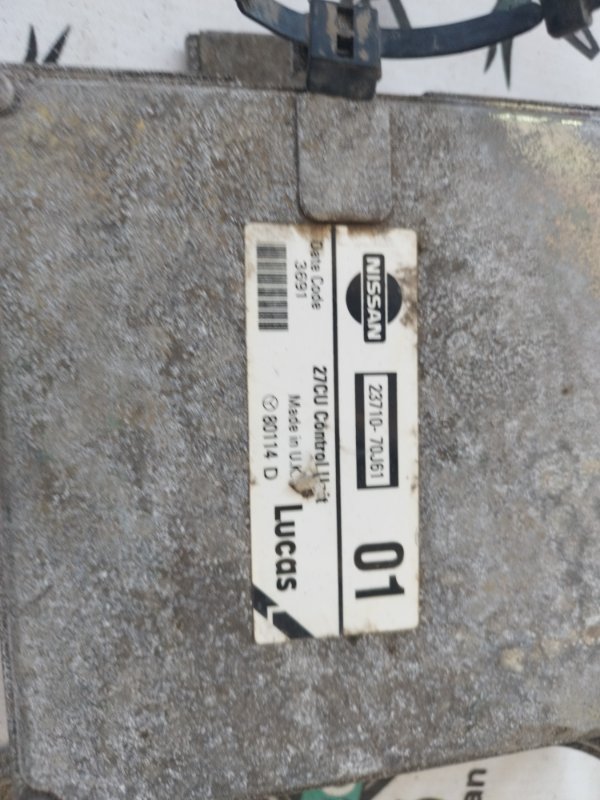 NISSAN
23710-70J61
01
Date Code
3691
27CU Control Unit
Made in U.K.
80114 D
Lucas